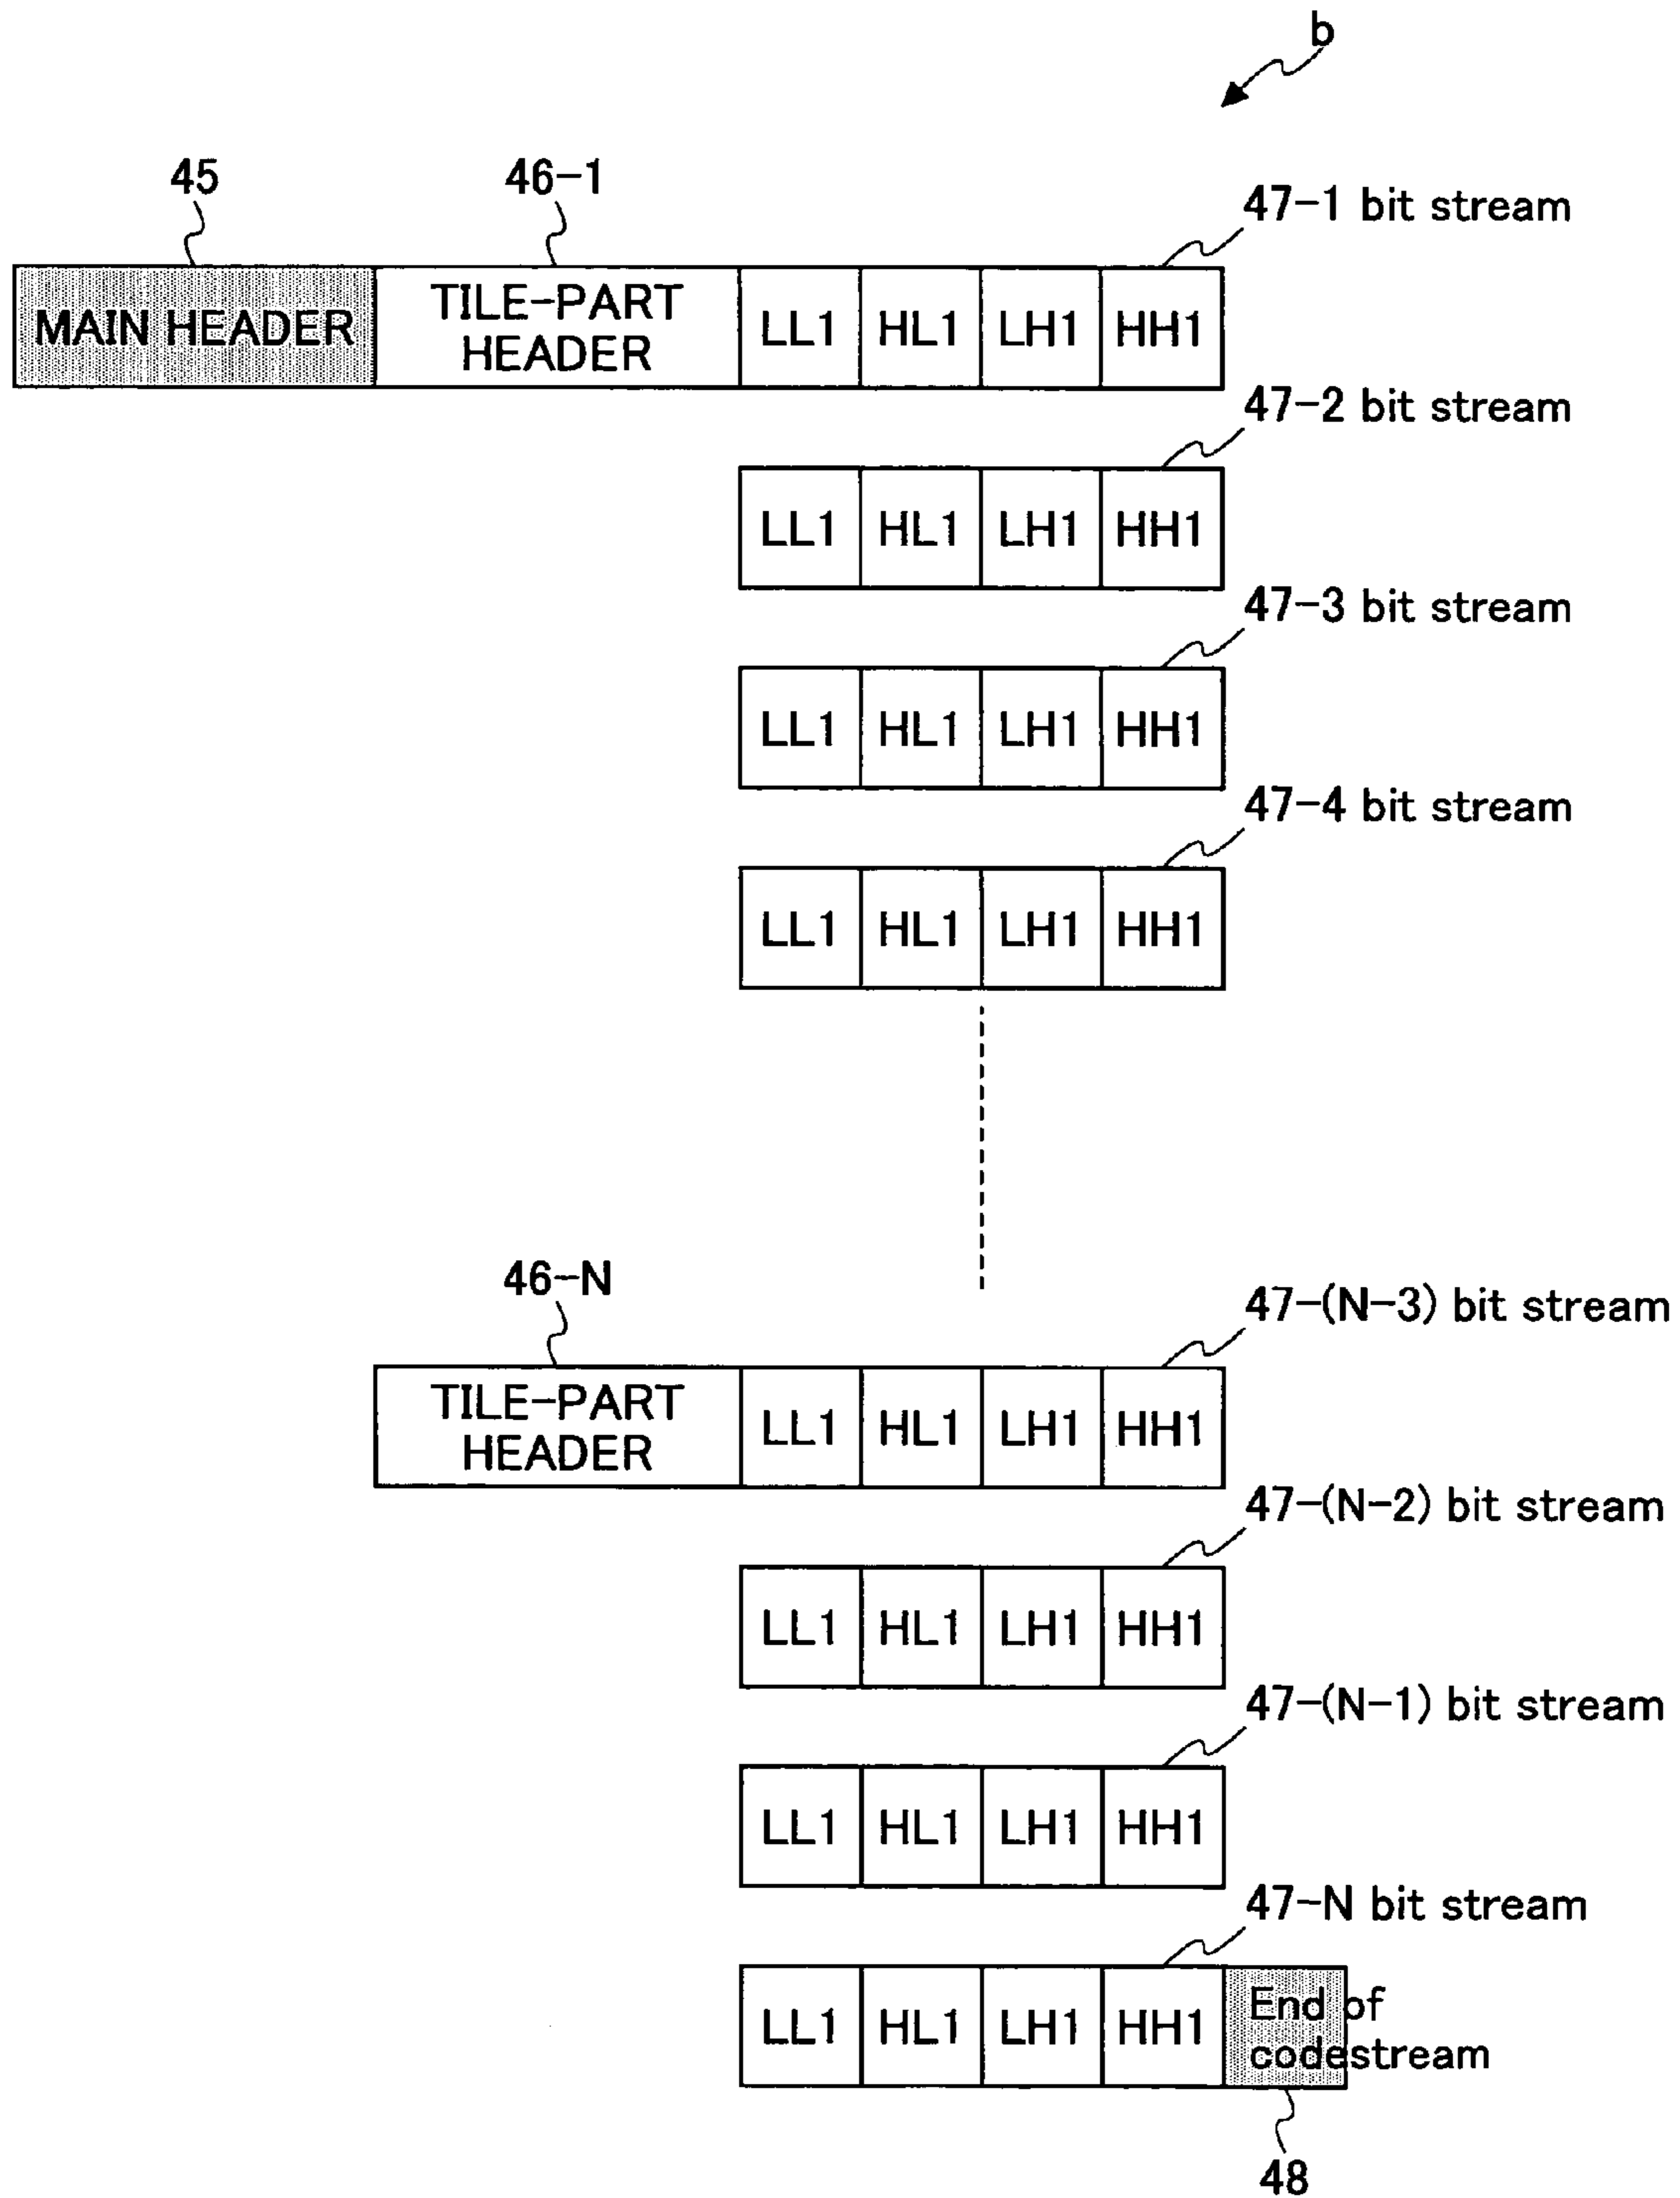 b
45
46-1
47-1 bit stream
MAIN HEADER
TILE-PART
HEADER
LL1
HL1
LH1
HH1
47-2 bit stream
LL1
HL1
LH1
HH1
47-3 bit stream
LL1
HL1
LH1
HH1
47-4 bit stream
LL1
HL1
LH1
HH1
46-N
47-(N-3) bit stream
TILE-PART
HEADER
LL1
HL1
LH1
HH1
47-(N-2) bit stream
LL1
HL1
LH1
HH1
47-(N-1) bit stream
LL1
HL1
LH1
HH1
47-N bit stream
LL1
HL1
LH1
HH1
End of
codestream
48